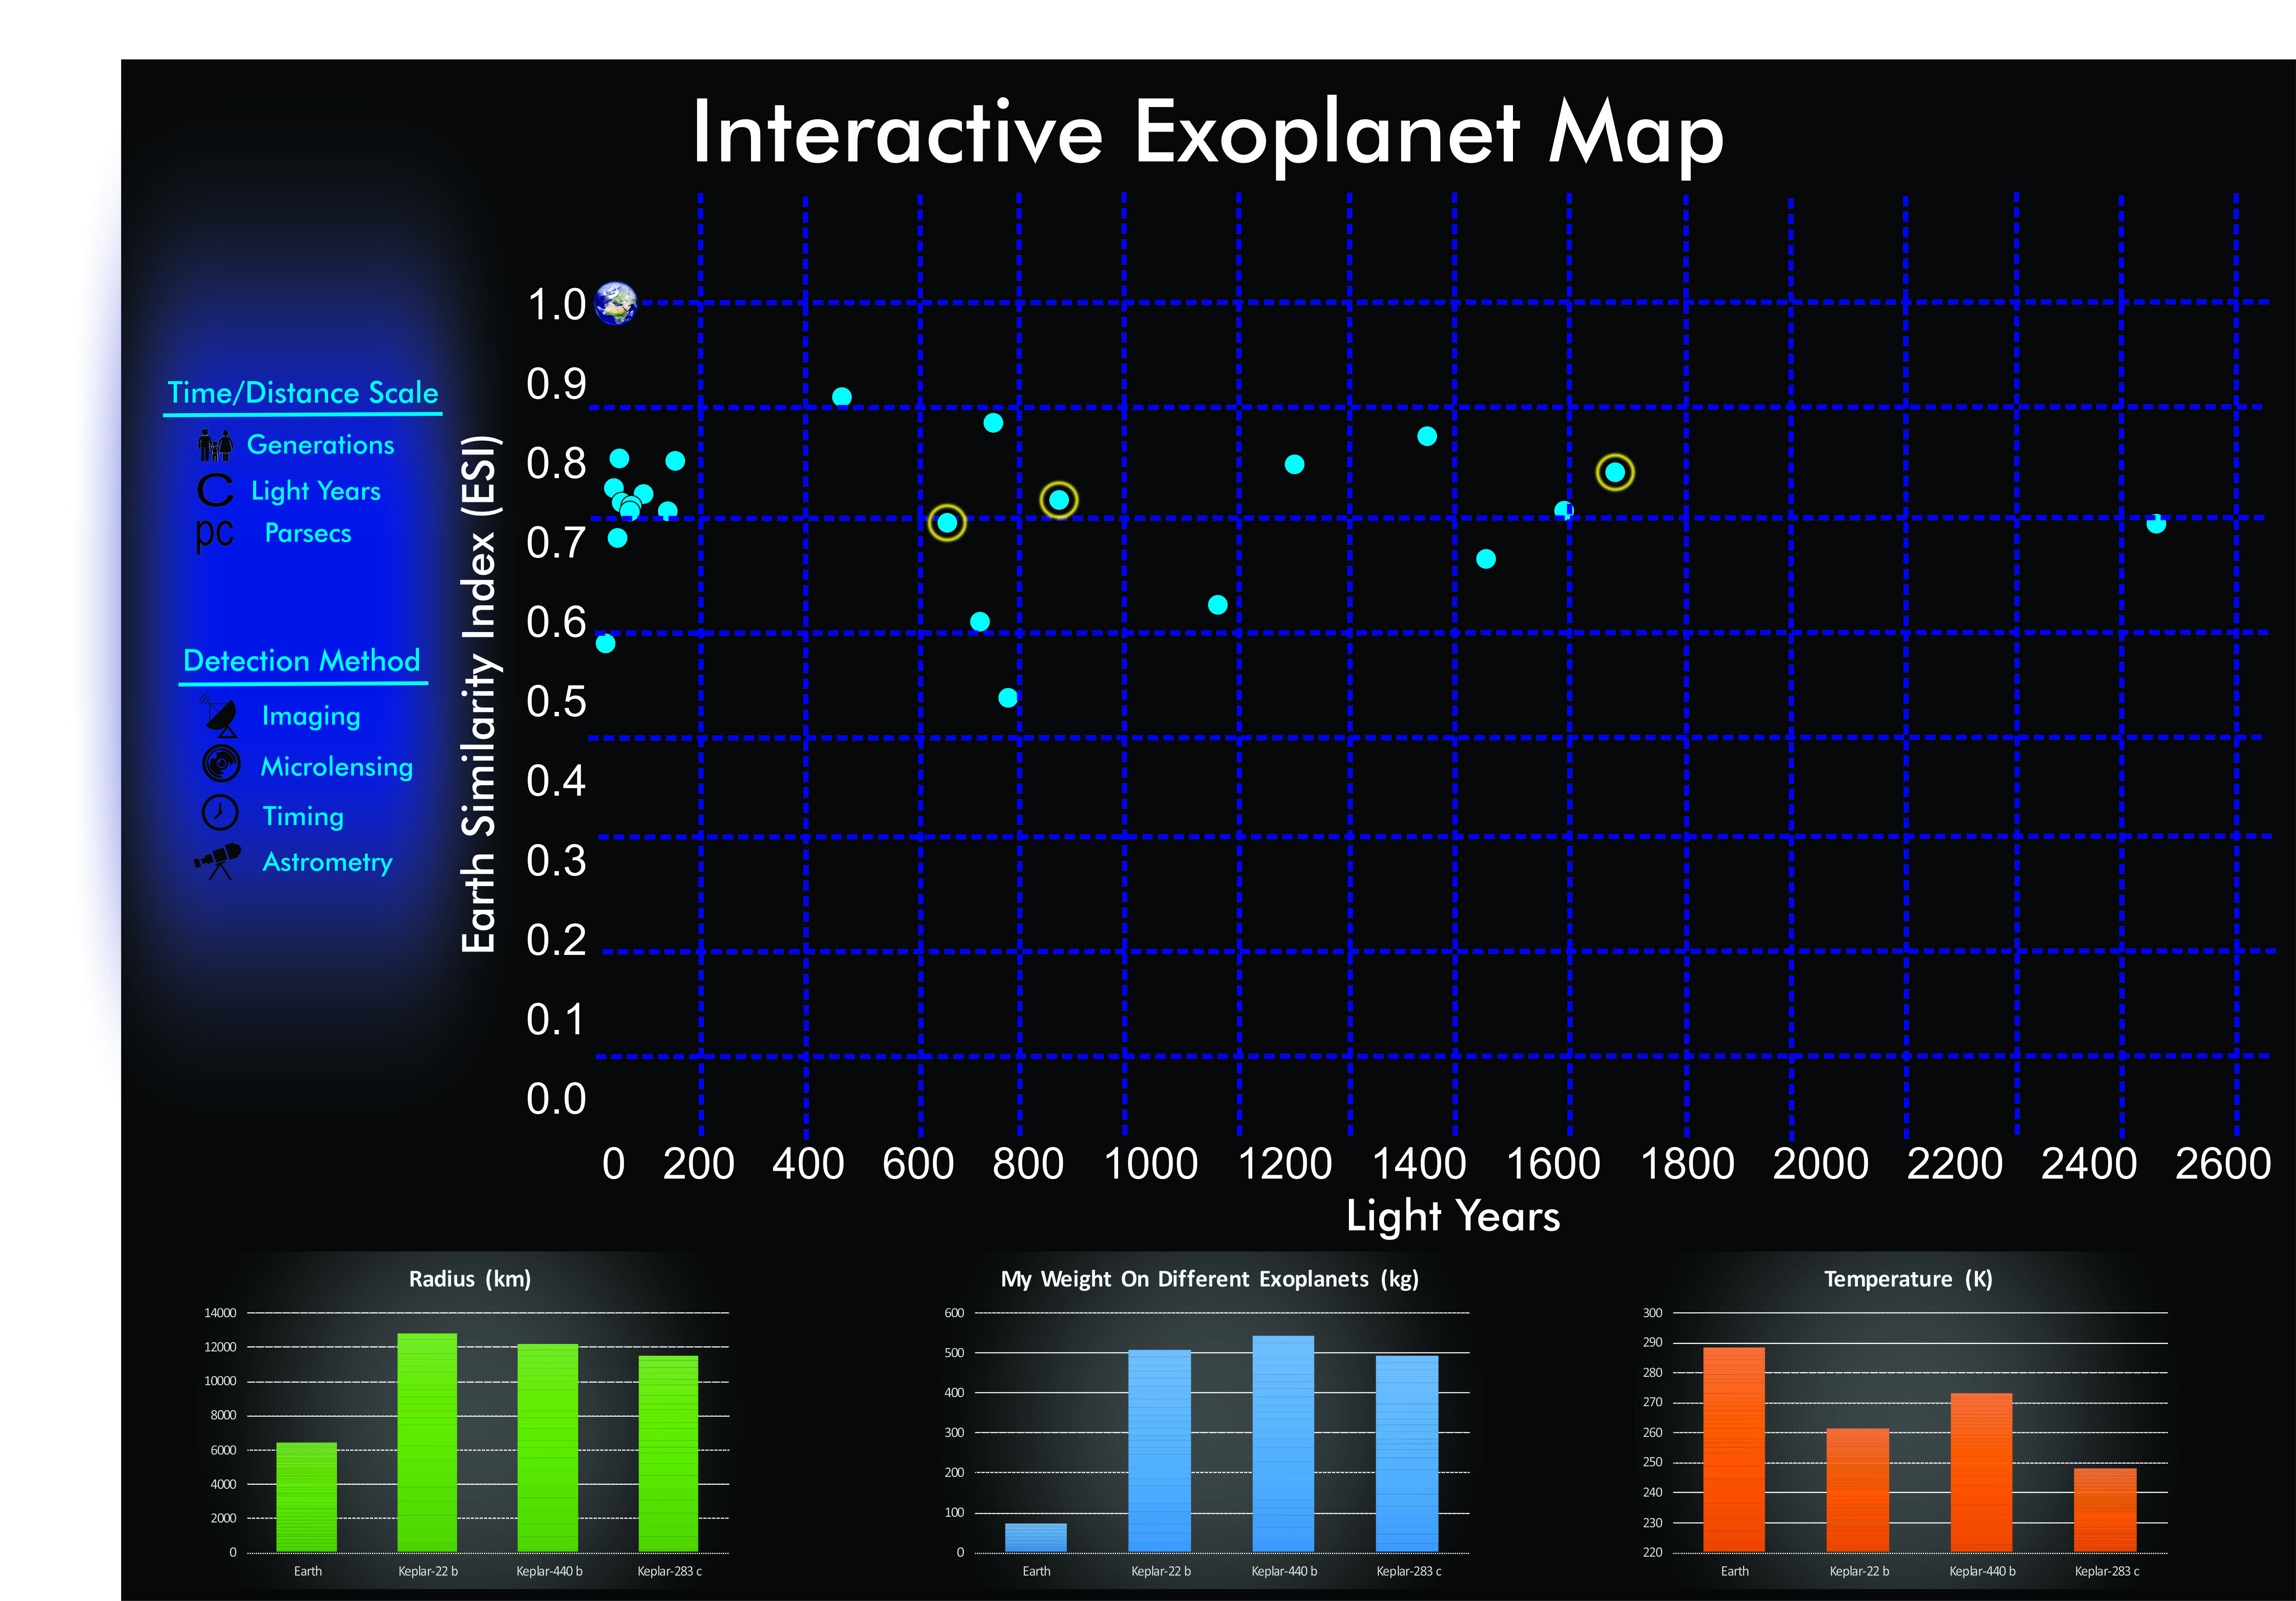 Interactive Exoplanet Map
Time/Distance Scale
Generations
C Light Years
pc Parsecs
Detection Method
Imaging
Microlensing
Timing
Astrometry
Earth Similarity Index (ESI)
1.0
0.9
0.8
0.7
0.6
0.5
0.4
0.3
0.2
0.1
0.0
0 200 400 600 800 1000 1200 1400 1600 1800 2000 2200 2400 2600
Light Years
Radius (km)
14000
12000
10000
8000
6000
4000
2000
0
Earth Keplar-22 b Keplar-440 b Keplar-283 c
My Weight On Different Exoplanets (kg)
600
500
400
300
200
100
0
Earth Keplar-22 b Keplar-440 b Keplar-283 c
Temperature (K)
300
290
280
270
260
250
240
230
220
Earth Keplar-22 b Keplar-440 b Keplar-283 c